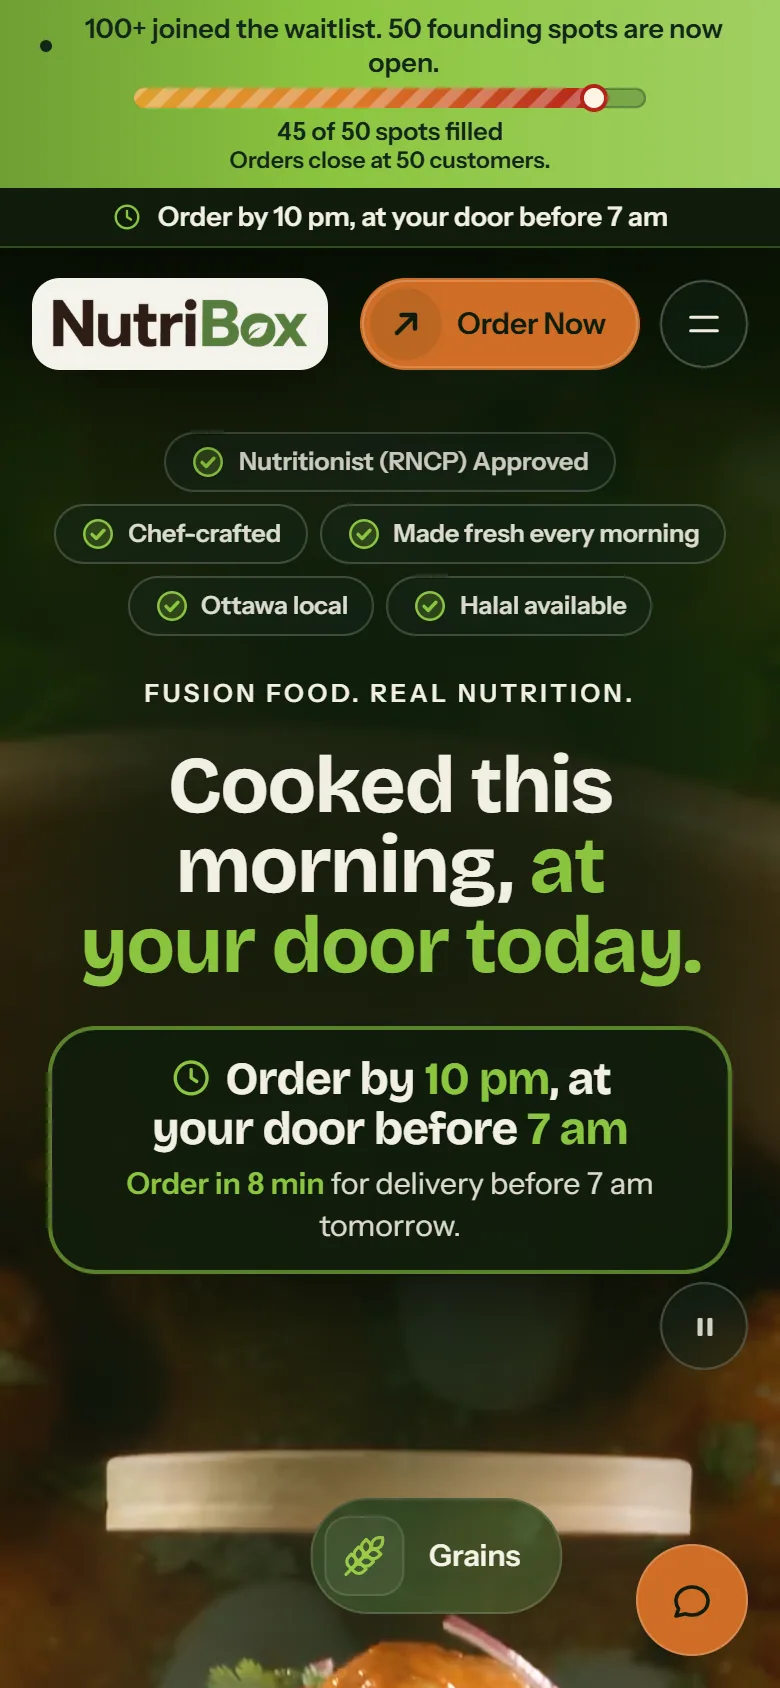 100+ joined the waitlist. 50 founding spots are now
open.
45 of 50 spots filled
Orders close at 50 customers.
Order by 10 pm, at your door before 7 am
NutriBox
Order Now
Nutritionist (RNCP) Approved
Chef-crafted
Made fresh every morning
Ottawa local
Halal available
FUSION FOOD. REAL NUTRITION.
Cooked this
morning, at
your door today.
Order by 10 pm, at
your door before 7 am
Order in 8 min for delivery before 7 am
tomorrow.
Grains